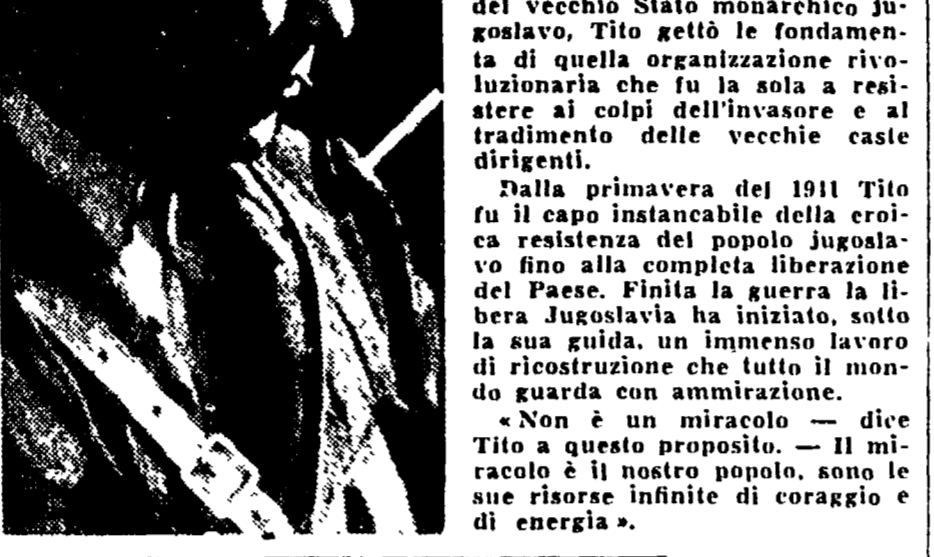 del vecchio Stato monarchico ju-
goslavo, Tito gettò le fondamen-
ta di quella organizzazione rivo-
luzionaria che fu la sola a resi-
stere ai colpi dell'invasore e al
tradimento delle vecchie caste
dirigenti.
Dalla primavera del 1941 Tito
fu il capo instancabile della eroi-
ca resistenza del popolo jugosla-
vo fino alla completa liberazione
del Paese. Finita la guerra la li-
bera Jugoslavia ha iniziato, sotto
la sua guida, un immenso lavoro
di ricostruzione che tutto il mon-
do guarda con ammirazione.
« Non è un miracolo — dice
Tito a questo proposito. — Il mi-
racolo è il nostro popolo, sono le
sue risorse infinite di coraggio e
di energia ».